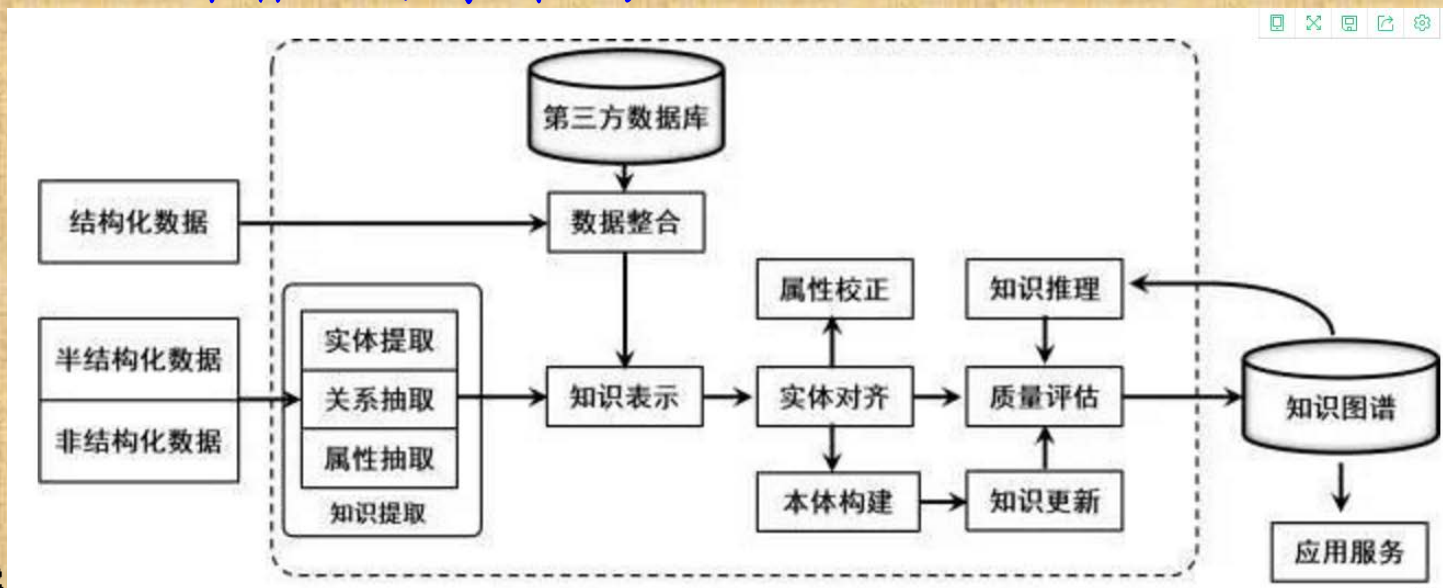 第三方数据库
结构化数据
数据整合
属性校正
知识推理
半结构化数据
非结构化数据
实体提取
关系抽取
属性抽取
知识提取
知识表示
实体对齐
质量评估
知识图谱
本体构建
知识更新
应用服务